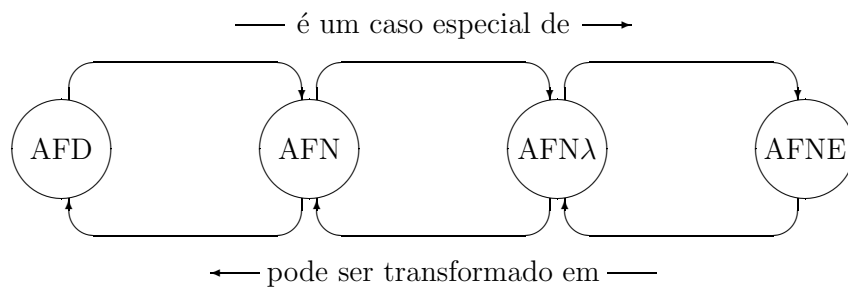 é um caso especial de
AFD AFN AFNλ AFNE
pode ser transformado em